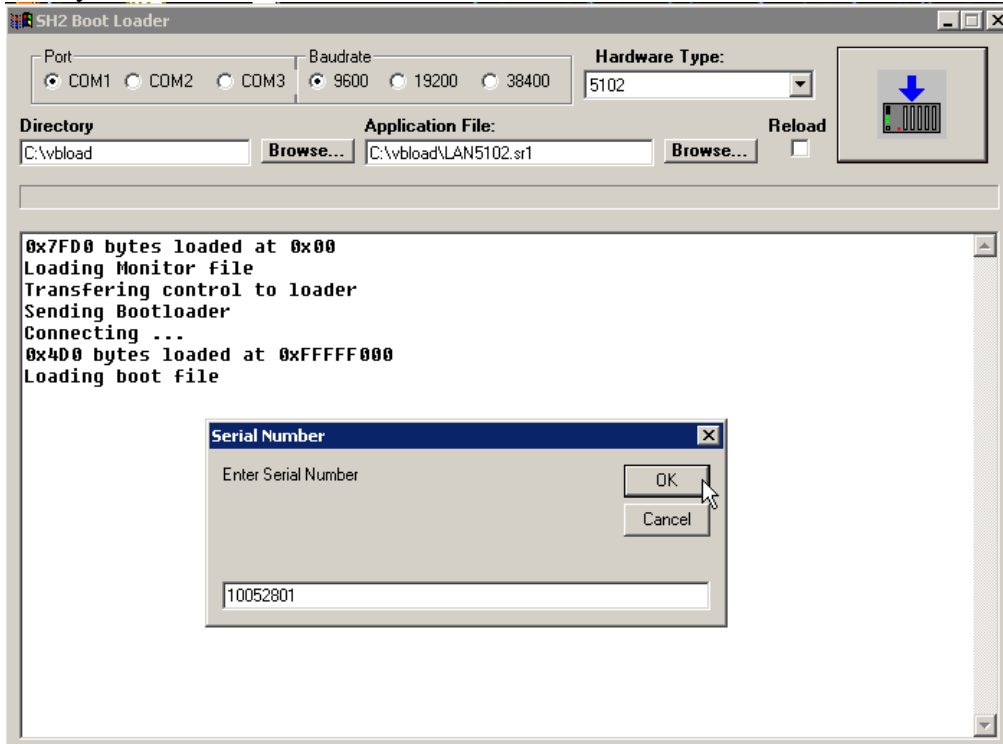 SH2 Boot Loader
Port
COM1 COM2 COM3
Baudrate
9600 19200 38400
Hardware Type:
5102
Directory
C:\vbload
Browse...
Application File:
C:\vbload\LAN5102.sr1
Browse...
Reload
0x7FD0 bytes loaded at 0x00
Loading Monitor file
Transfering control to loader
Sending Bootloader
Connecting ...
0x4D0 bytes loaded at 0xFFFFF000
Loading boot file
Serial Number
Enter Serial Number
OK
Cancel
10052801